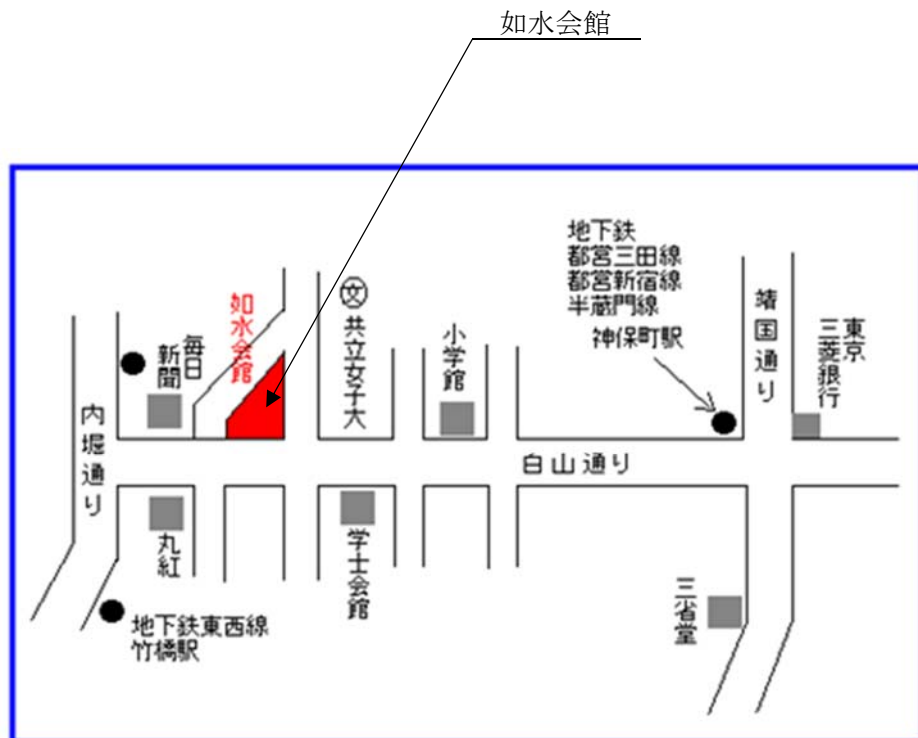 如水会館
地下鉄
都営三田線
都営新宿線
半蔵門線
神保町駅
靖国通り
東京
三菱銀行
小学館
文
共立女子大
如水会館
毎日
新聞
内堀通り
白山通り
丸紅
学士会館
三省堂
地下鉄東西線
竹橋駅